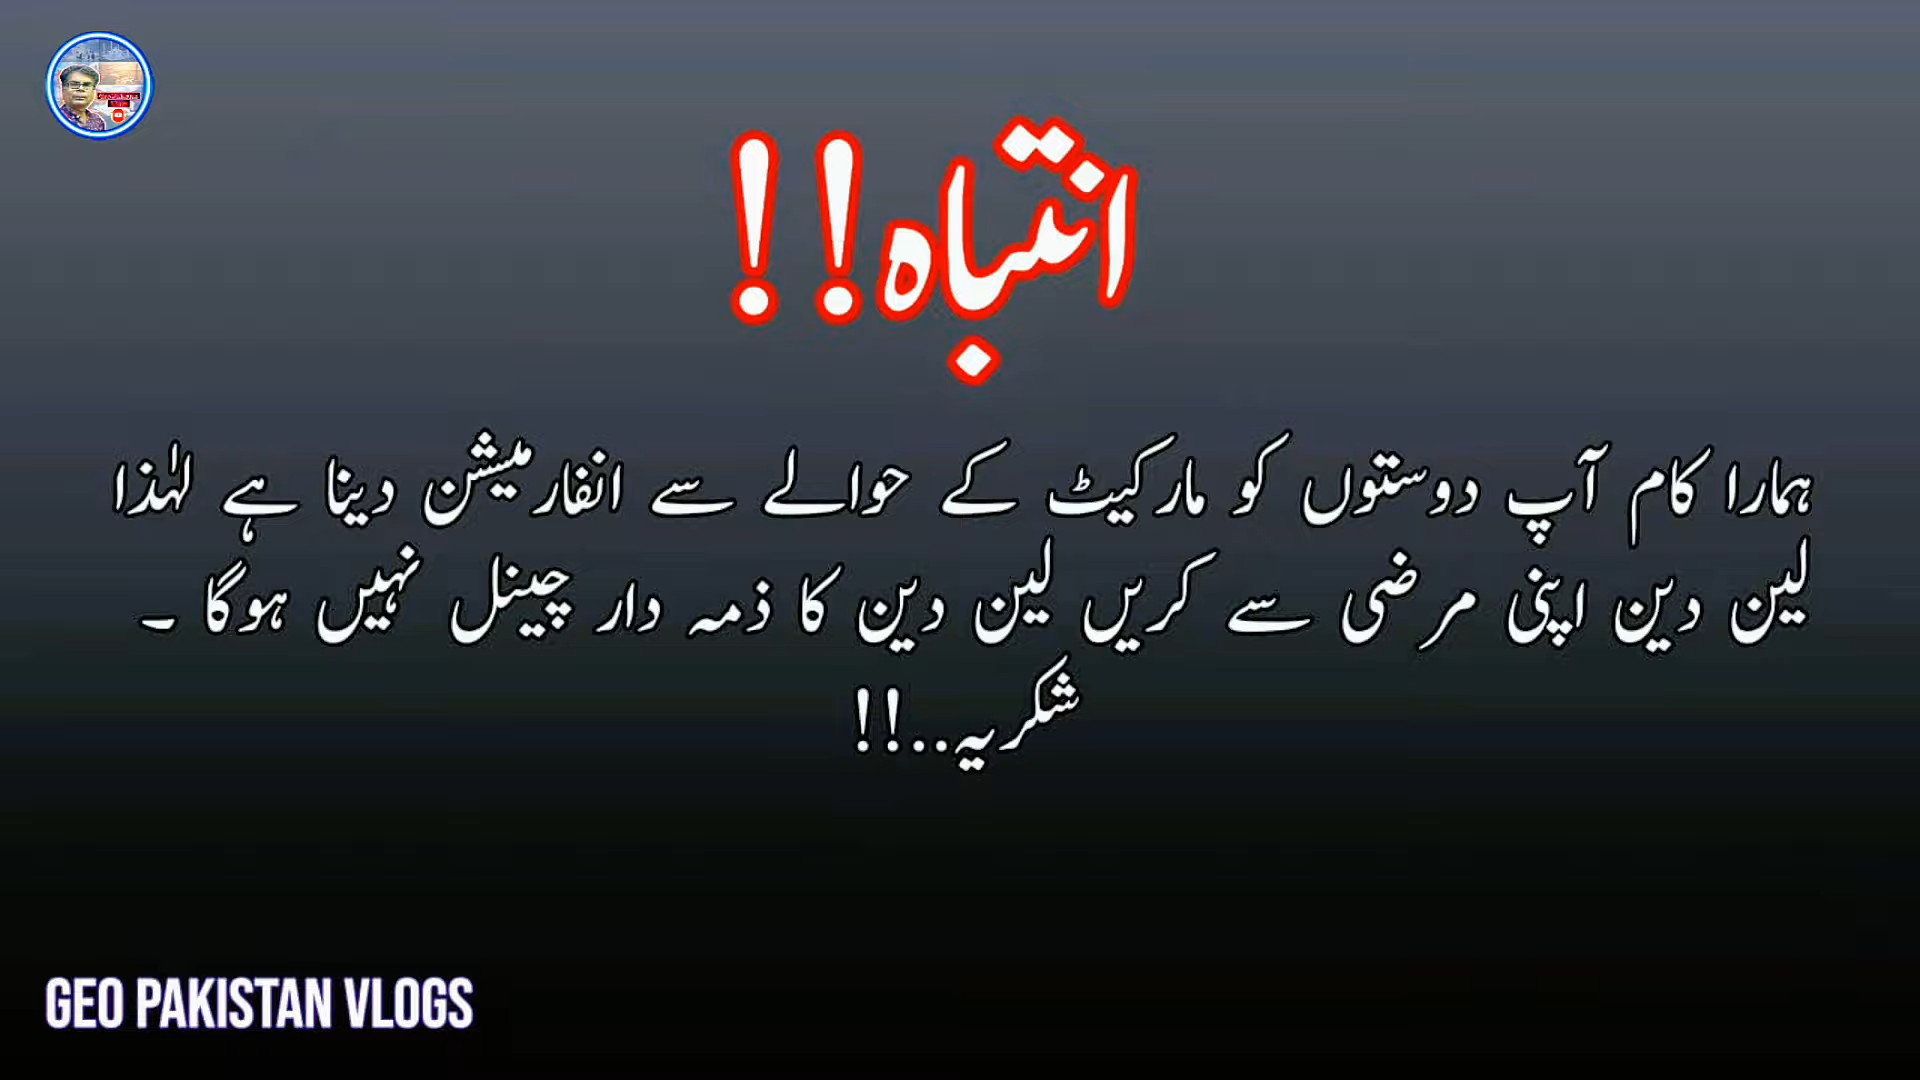 انتباہ!!
ہمارا کام آپ دوستوں کو مارکیٹ کے حوالے سے انفارمیشن دینا ہے لہٰذا
لین دین اپنی مرضی سے کریں لین دین کا ذمہ دار چینل نہیں ہوگا ۔
شکریہ..!!
GEO PAKISTAN VLOGS